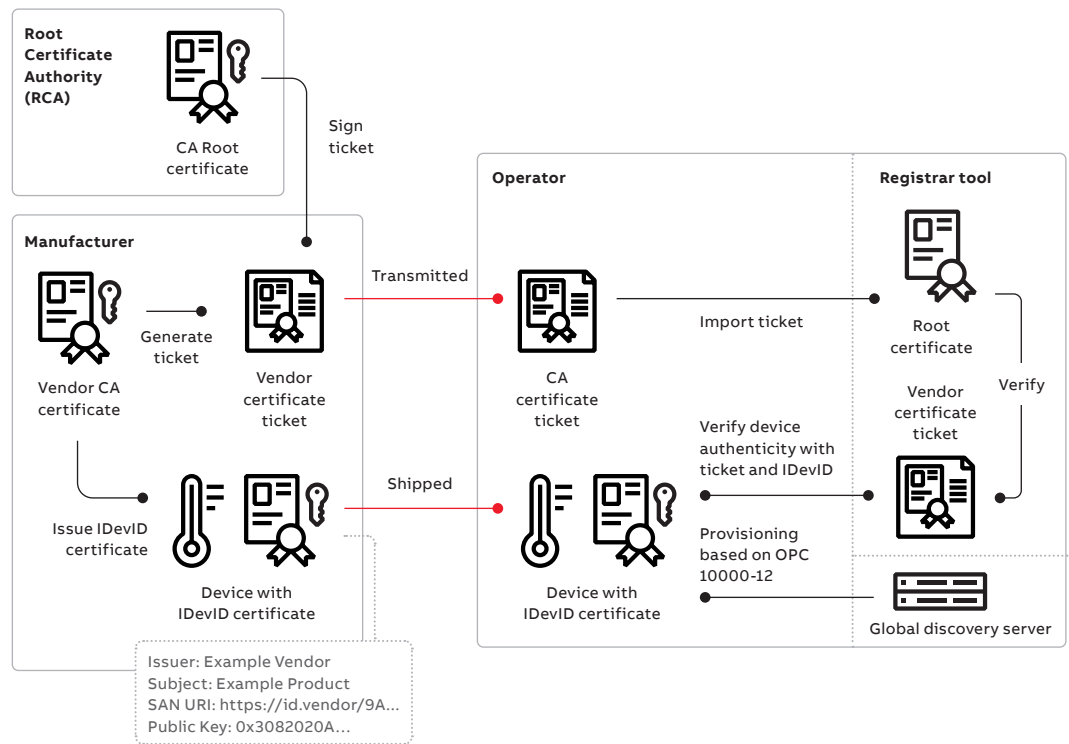 Root
Certificate
Authority
(RCA)
CA Root
certificate
Sign
ticket
Manufacturer
Vendor CA
certificate
Generate
ticket
Vendor
certificate
ticket
Issue IDevID
certificate
Device with
IDevID certificate
Issuer: Example Vendor
Subject: Example Product
SAN URI: https://id.vendor/9A...
Public Key: 0x3082020A...
Transmitted
Shipped
Operator
CA
certificate
ticket
Import ticket
Device with
IDevID certificate
Verify device
authenticity with
ticket and IDevID
Provisioning
based on OPC
10000-12
Registrar tool
Root
certificate
Verify
Vendor
certificate
ticket
Global discovery server